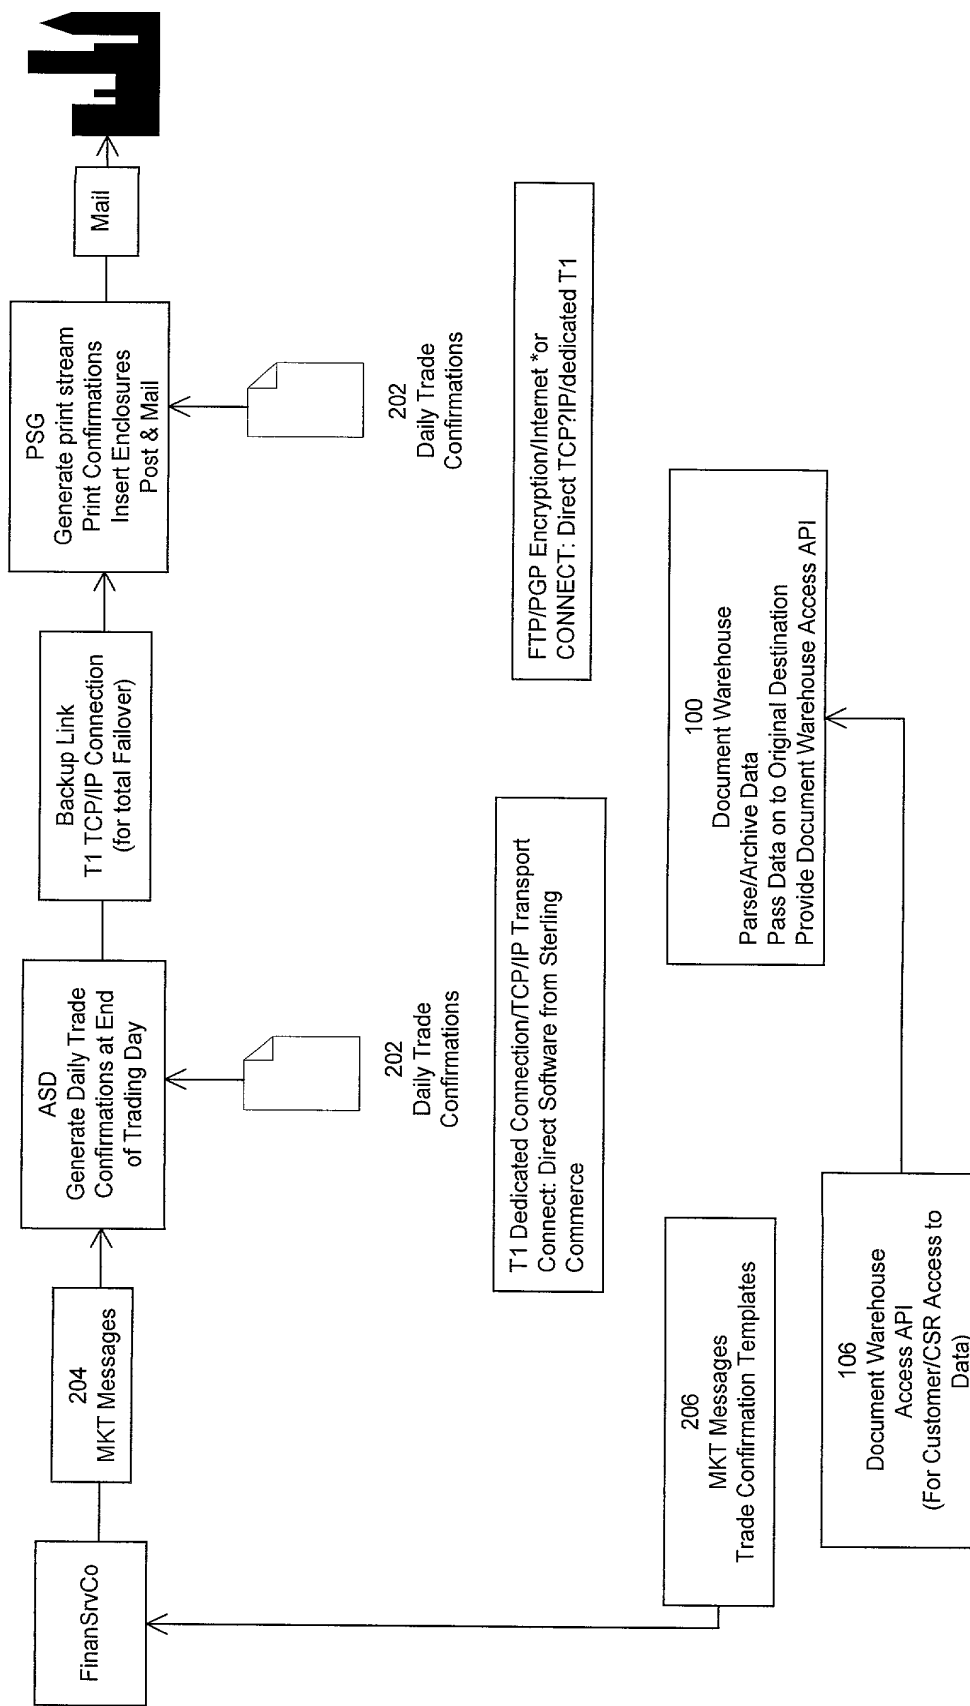 FinanSrvCo
204
MKT Messages
ASD
Generate Daily Trade
Confirmations at End
of Trading Day
Backup Link
T1 TCP/IP Connection
(for total Failover)
PSG
Generate print stream
Print Confirmations
Insert Enclosures
Post & Mail
Mail
202
Daily Trade
Confirmations
202
Daily Trade
Confirmations
T1 Dedicated Connection/TCP/IP Transport
Connect: Direct Software from Sterling
Commerce
FTP/PGP Encryption/Internet *or
CONNECT: Direct TCP?IP/dedicated T1
206
MKT Messages
Trade Confirmation Templates
100
Document Warehouse
Parse/Archive Data
Pass Data on to Original Destination
Provide Document Warehouse Access API
106
Document Warehouse
Access API
(For Customer/CSR Access to
Data)